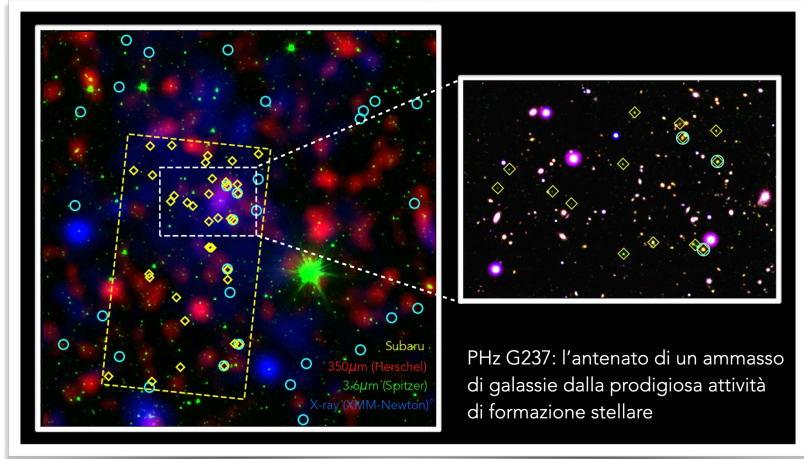 Subaru
350μm (Herschel)
3.6μm (Spitzer)
X-ray (XMM-Newton)
PHz G237: l'antenato di un ammasso
di galassie dalla prodigiosa attività
di formazione stellare